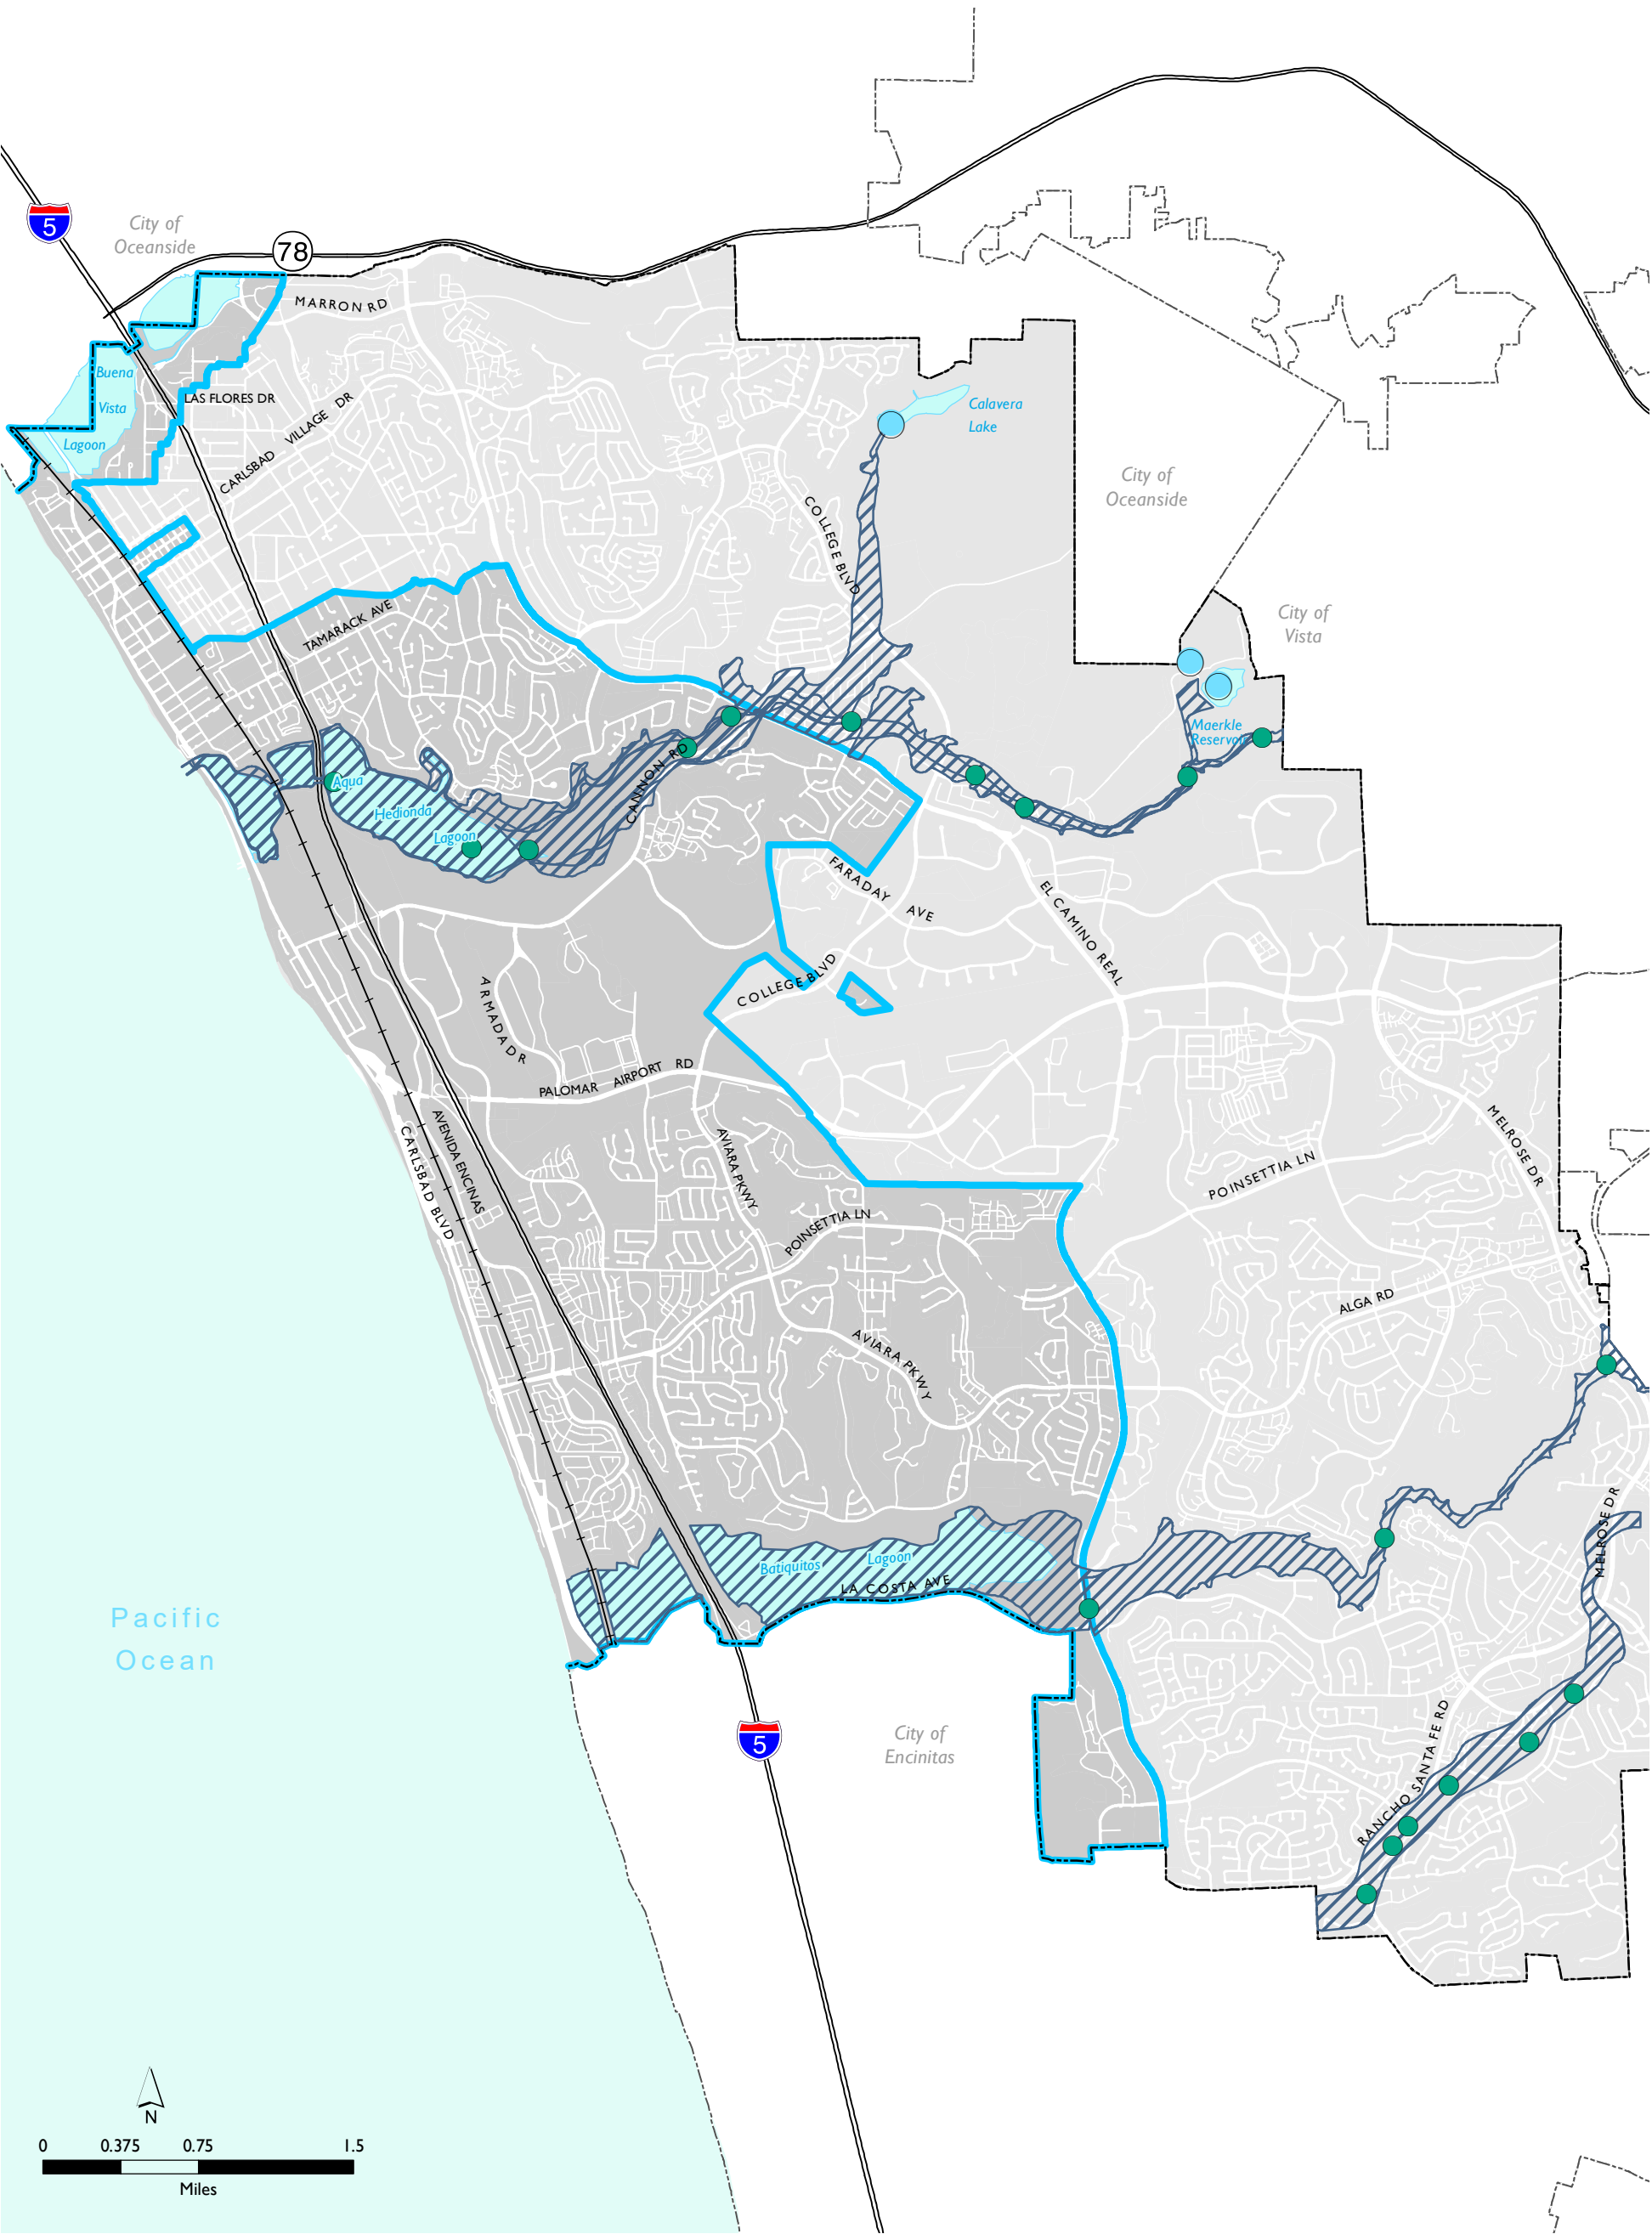 5
City of
Oceanside
78
MARRON RD
Buena
Vista
Lagoon
LAS FLORES DR
CARLSBAD VILLAGE DR
Calavera
Lake
City of
Oceanside
COLLEGE BLVD
City of
Vista
TAMARACK AVE
Maerkle
Reservoir
Aqua
Hedionda
Lagoon
CANNON RD
FARADAY AVE
EL CAMINO REAL
COLLEGE BLVD
ARMADA DR
PALOMAR AIRPORT RD
CARLSBAD BLVD
AVENIDA ENCINAS
AVIARA PKWY
MELROSE DR
POINSETTIA LN
POINSETTIA LN
ALGA RD
AVIARA PKWY
MELROSE DR
Batiquitos Lagoon
LA COSTA AVE
Pacific
Ocean
City of
Encinitas
5
RANCHO SANTA FE RD
N
0 0.375 0.75 1.5
Miles